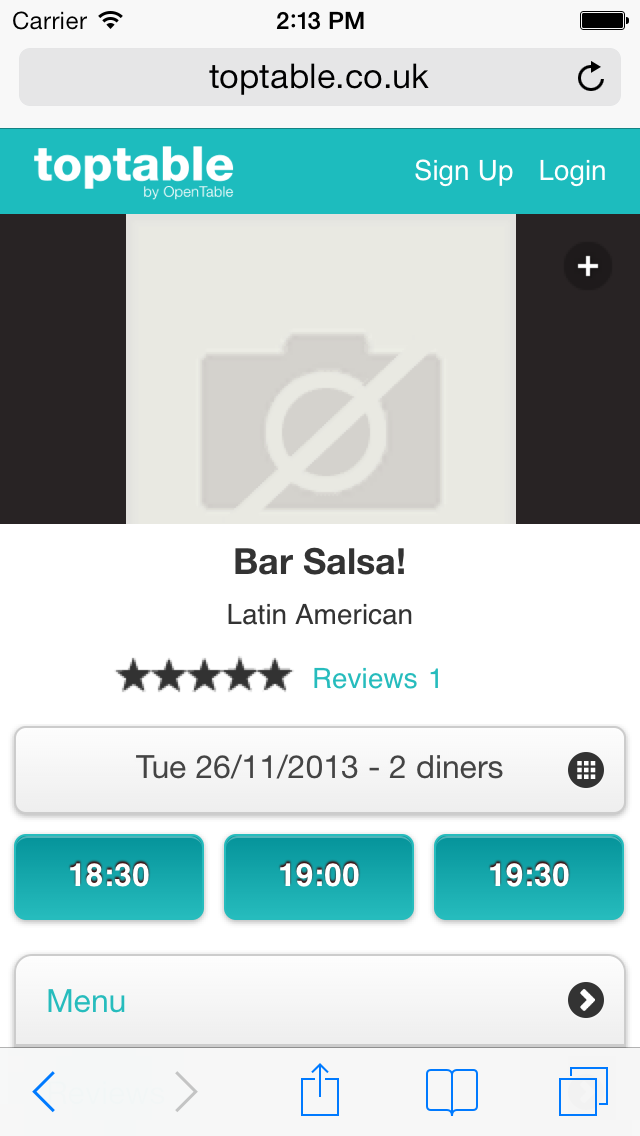 Carrier 2:13 PM
toptable.co.uk
toptable
by OpenTable
Sign Up Login
Bar Salsa!
Latin American
Reviews 1
Tue 26/11/2013 - 2 diners
18:30 19:00 19:30
Menu